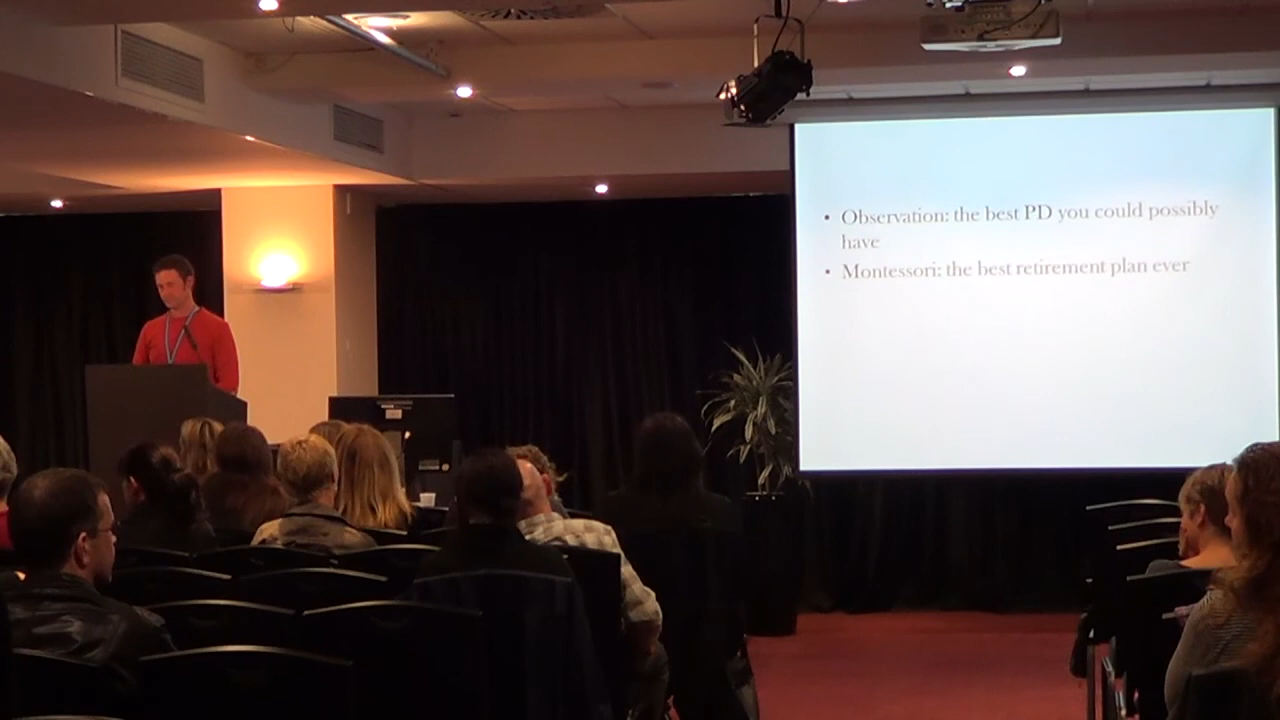 • Observation: the best PD you could possibly
have
• Montessori: the best retirement plan ever